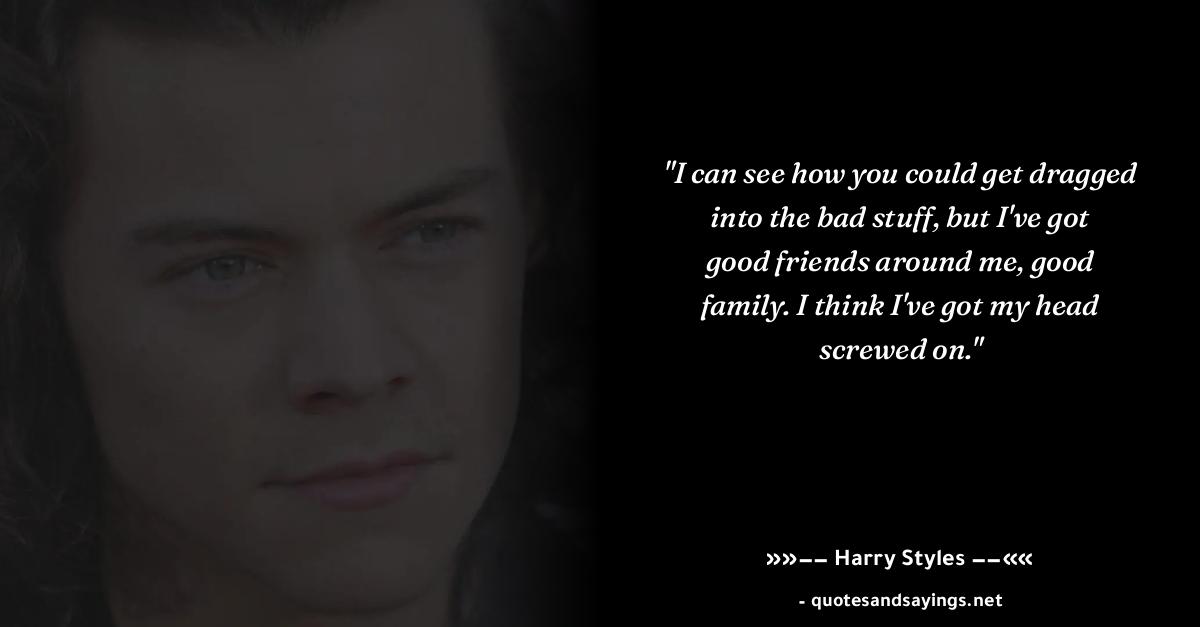 "I can see how you could get dragged
into the bad stuff, but I've got
good friends around me, good
family. I think I've got my head
screwed on."
»»−− Harry Styles −−««
- quotesandsayings.net